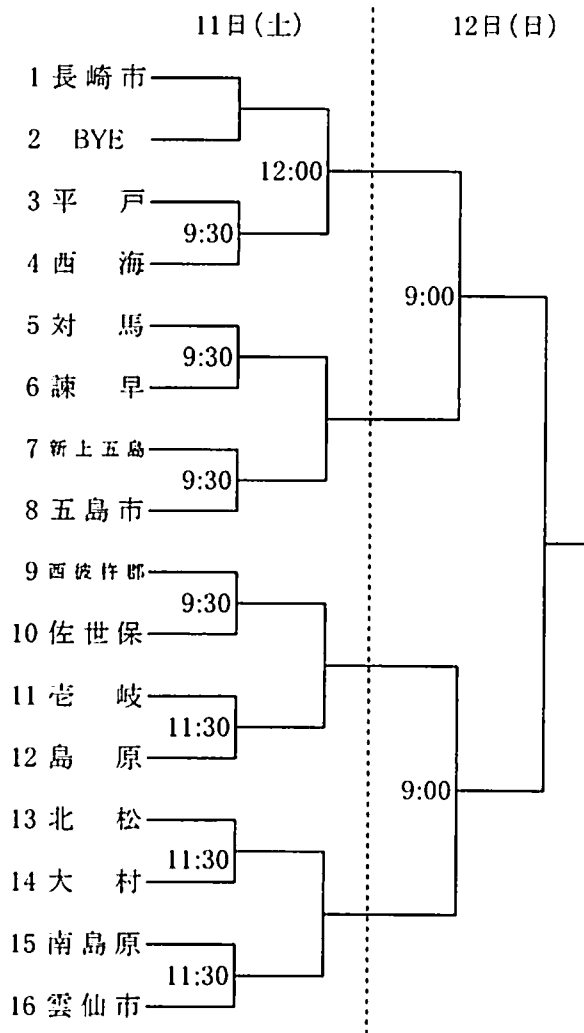 11日(土) 12日(日)
1 長崎市
2 BYE
12:00
3 平戸
9:30
4 西海
5 対馬
9:30
6 諫早
9:00
7 新上五島
9:30
8 五島市
9 西彼杵郡
9:30
10 佐世保
11 壱岐
11:30
12 島原
9:00
13 北松
11:30
14 大村
15 南島原
11:30
16 雲仙市